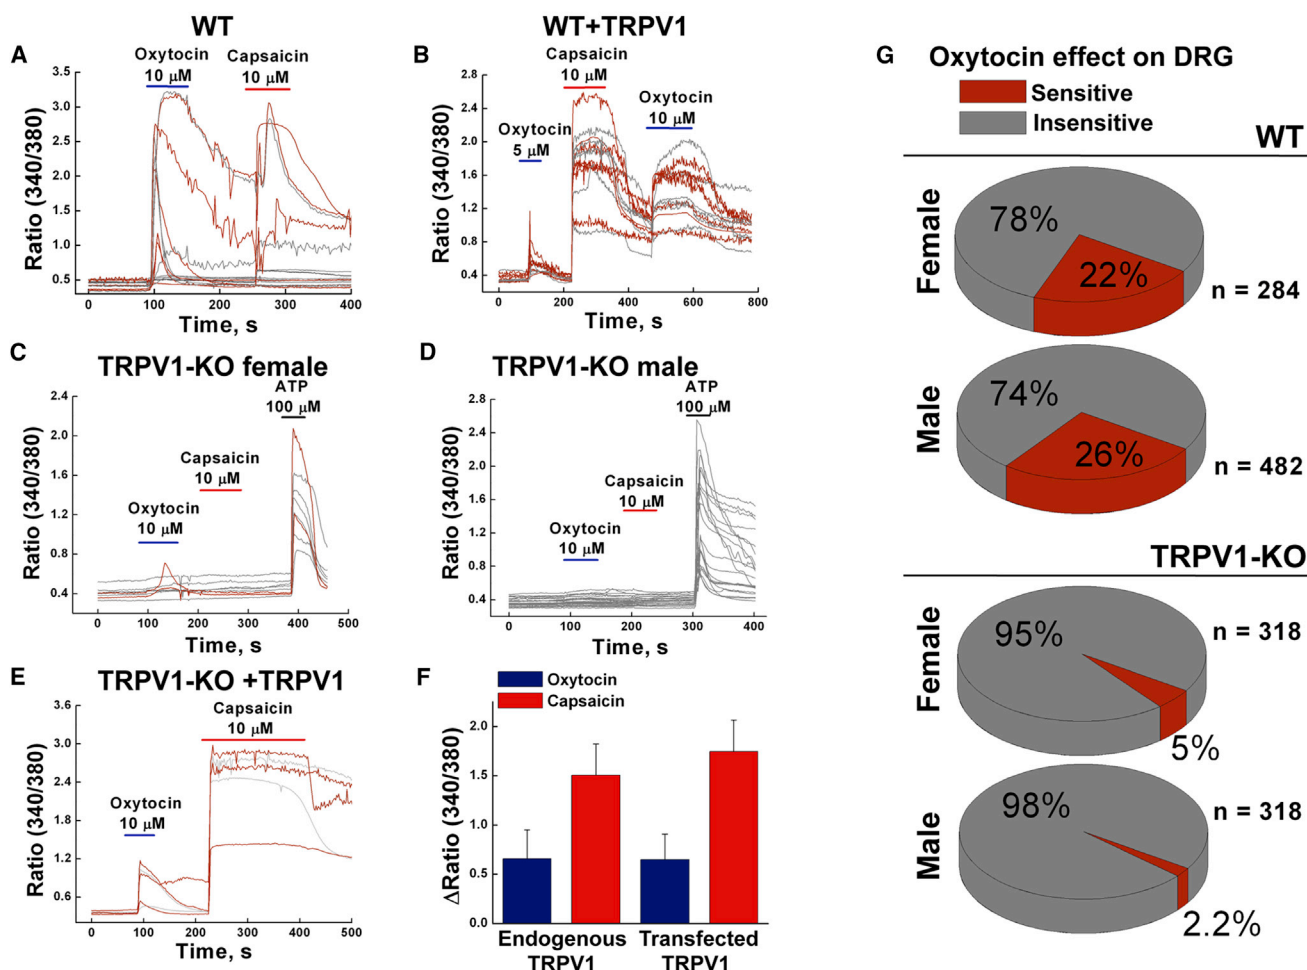 A
WT
Oxytocin
10 μM
Capsaicin
10 μM
Ratio (340/380)
3.5
3.0
2.5
2.0
1.5
1.0
0.5
0
100
200
300
400
Time, s
B
WT+TRPV1
Capsaicin
10 μM
Oxytocin
5 μM
Oxytocin
10 μM
Ratio (340/380)
2.8
2.4
2.0
1.6
1.2
0.8
0.4
0
200
400
600
800
Time, s
C
TRPV1-KO female
ATP
100 μM
Capsaicin
10 μM
Oxytocin
10 μM
Ratio (340/380)
2.4
2.0
1.6
1.2
0.8
0.4
0
100
200
300
400
500
Time, s
D
TRPV1-KO male
ATP
100 μM
Capsaicin
10 μM
Oxytocin
10 μM
Ratio (340/380)
2.8
2.4
2.0
1.6
1.2
0.8
0.4
0
100
200
300
400
Time, s
E
TRPV1-KO +TRPV1
Capsaicin
10 μM
Oxytocin
10 μM
Ratio (340/380)
3.6
3.0
2.4
1.8
1.2
0.6
0
100
200
300
400
500
Time, s
F
Oxytocin
Capsaicin
ΔRatio (340/380)
2.0
1.5
1.0
0.5
0.0
Endogenous
TRPV1
Transfected
TRPV1
G
Oxytocin effect on DRG
Sensitive
Insensitive
WT
Female
78%
22%
n = 284
Male
74%
26%
n = 482
TRPV1-KO
Female
95%
5%
n = 318
Male
98%
2.2%
n = 318